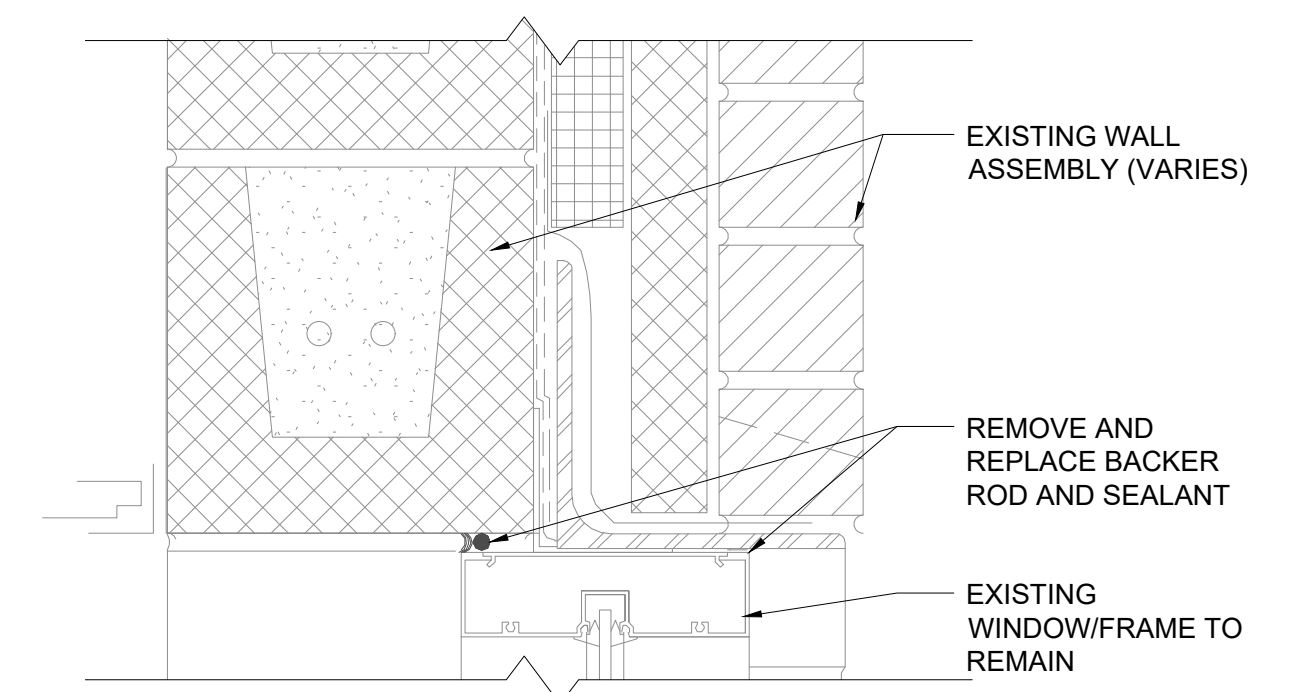 EXISTING WALL
ASSEMBLY (VARIES)
REMOVE AND
REPLACE BACKER
ROD AND SEALANT
EXISTING
WINDOW/FRAME TO
REMAIN